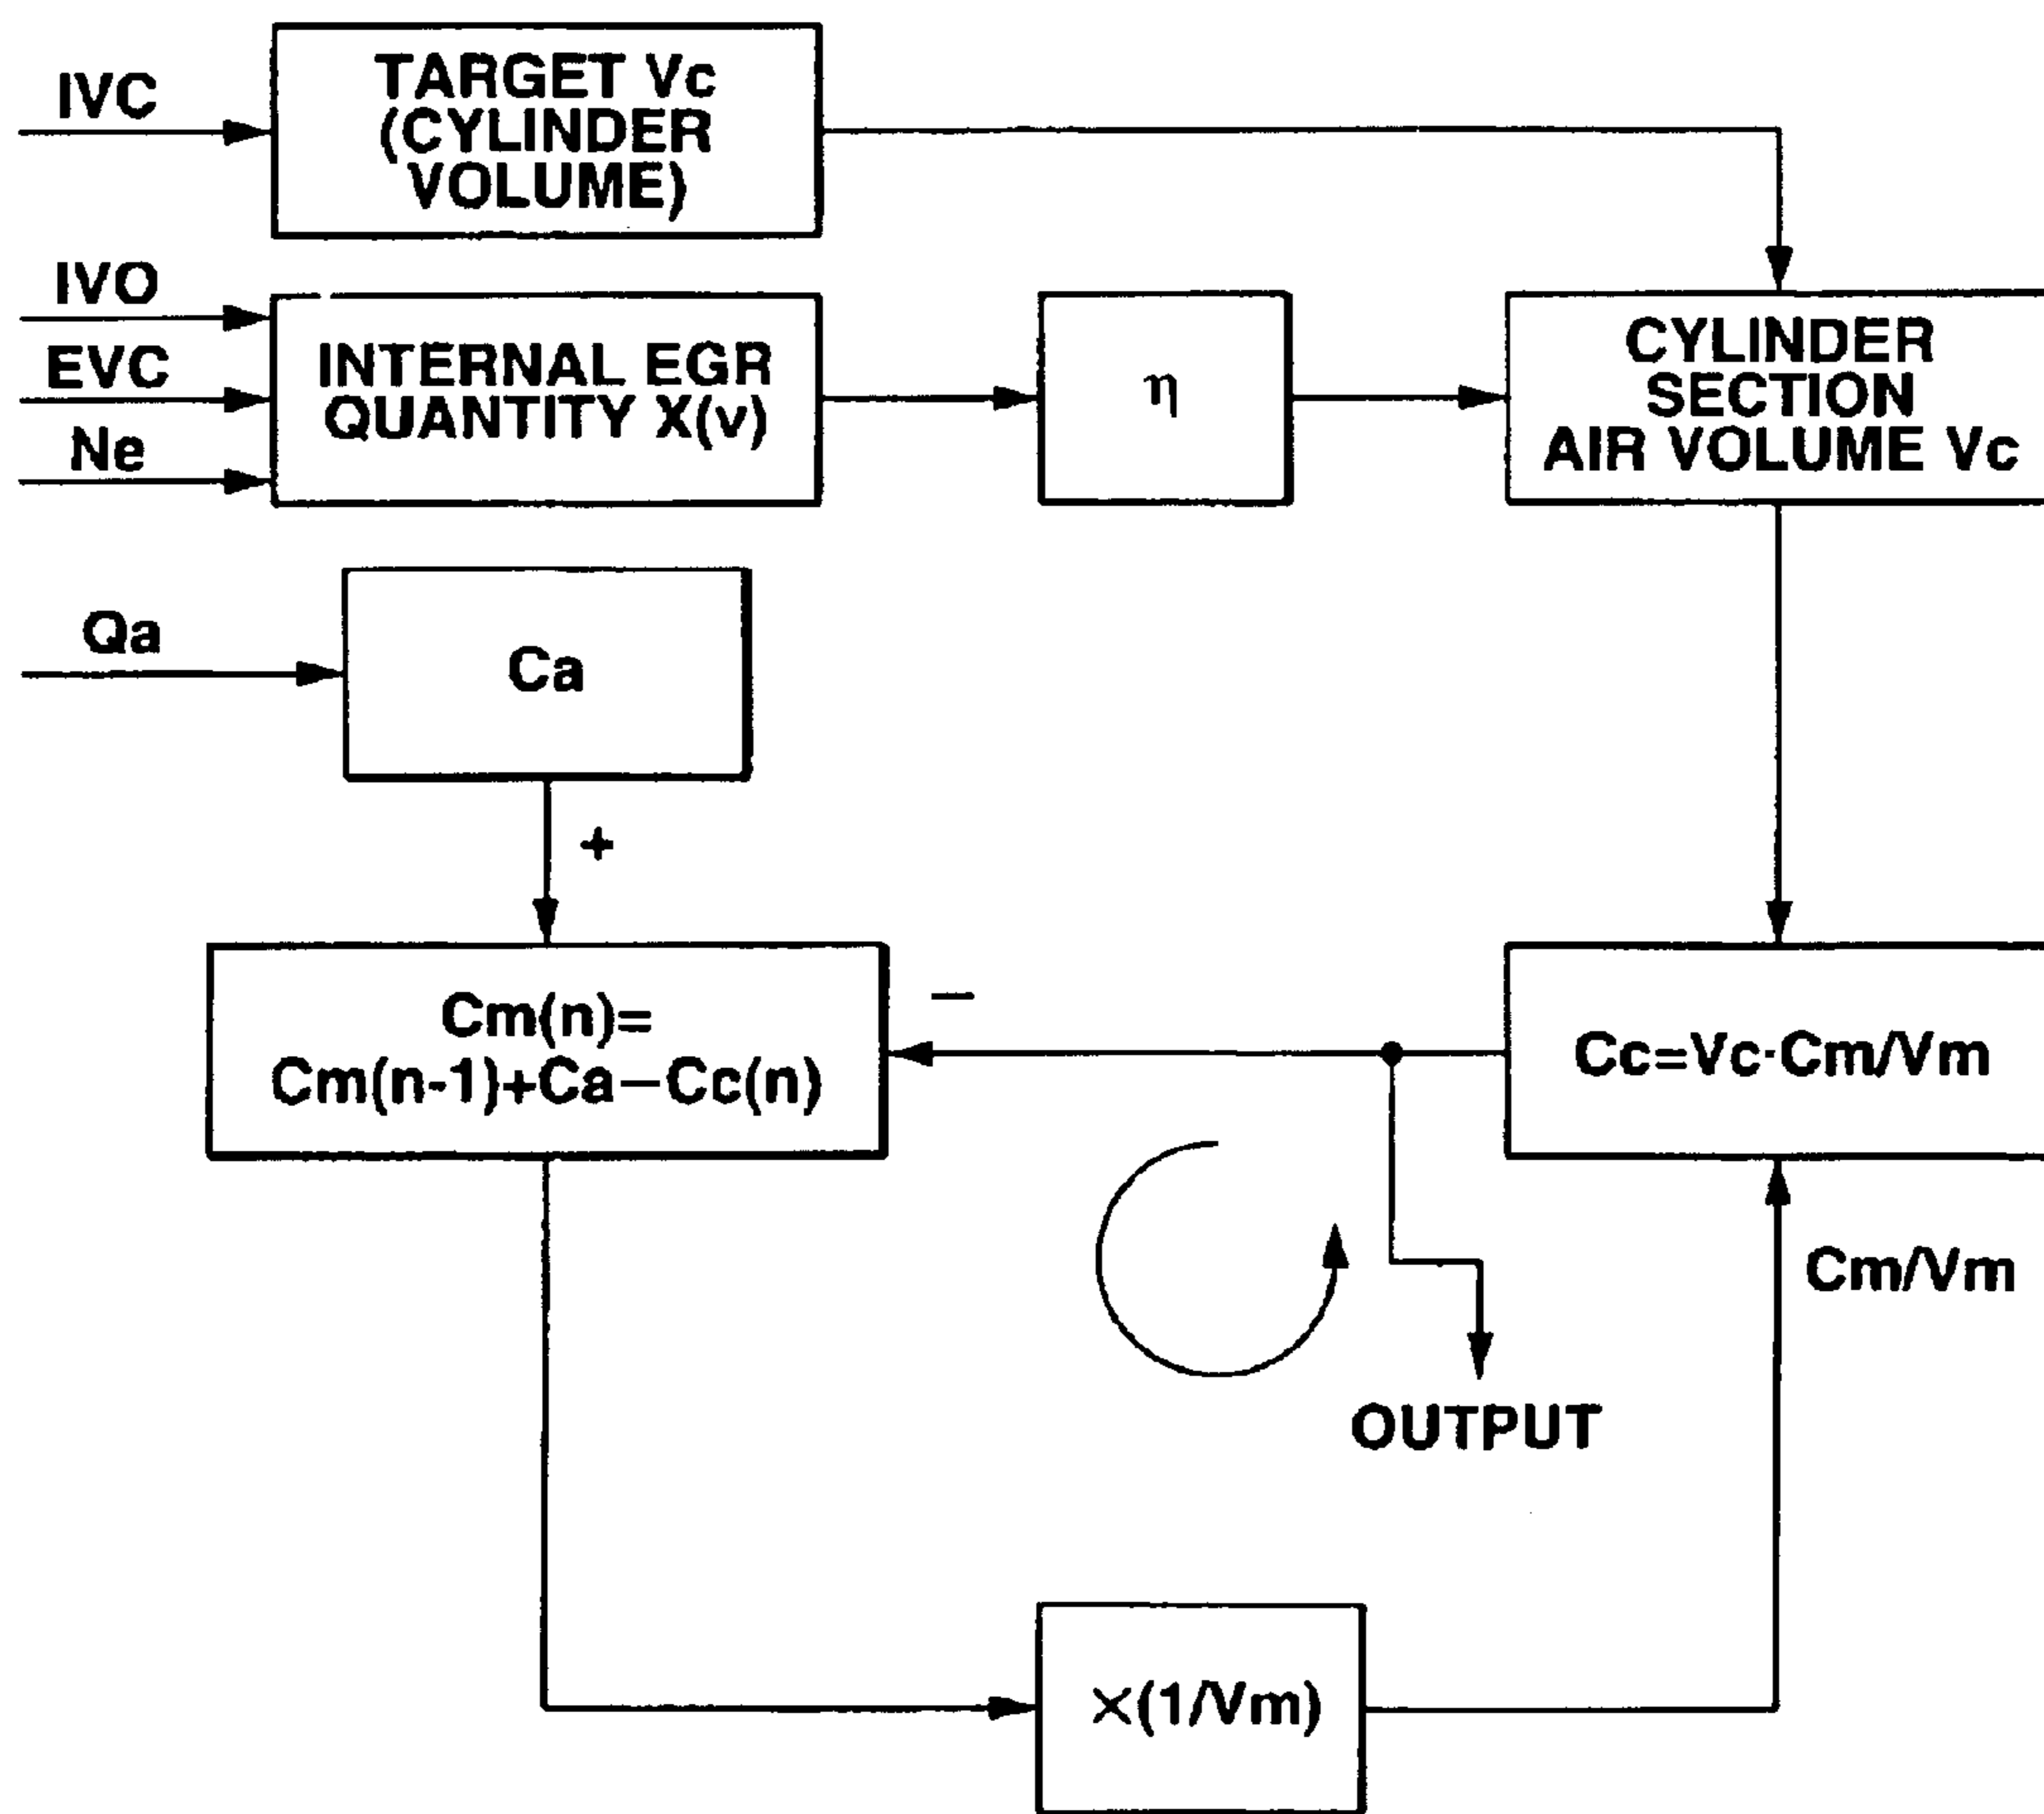 IVC
TARGET Vc
(CYLINDER
VOLUME)
IVO
EVC
Ne
INTERNAL EGR
QUANTITY X(v)
η
CYLINDER
SECTION
AIR VOLUME Vc
Qa
Ca
+
Cm(n)=
Cm(n-1)+Ca−Cc(n)
−
Cc=Vc·Cm/Vm
Cm/Vm
OUTPUT
×(1/Vm)